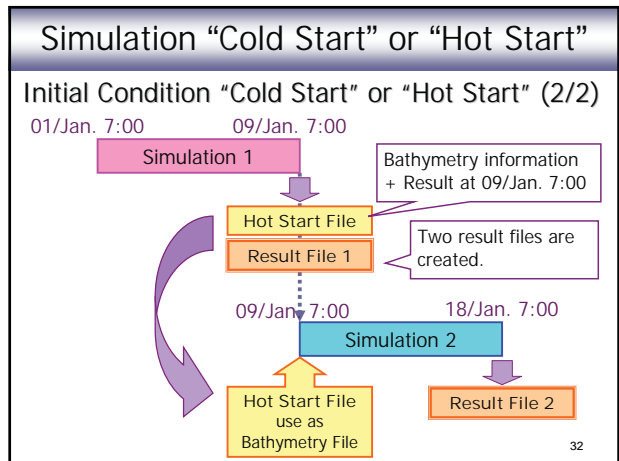 Simulation "Cold Start" or "Hot Start"
Initial Condition "Cold Start" or "Hot Start" (2/2)
01/Jan. 7:00
09/Jan. 7:00
Simulation 1
Bathymetry information
+ Result at 09/Jan. 7:00
Hot Start File
Result File 1
Two result files are
created.
09/Jan. 7:00
18/Jan. 7:00
Simulation 2
Hot Start File
use as
Bathymetry File
Result File 2
32